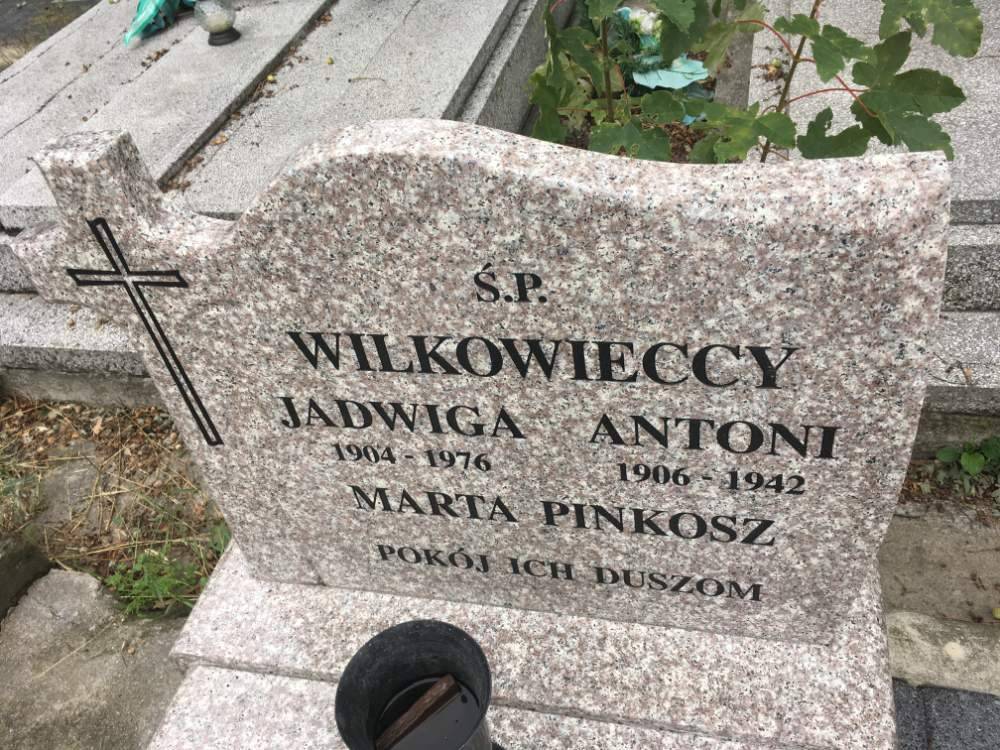 Ś.P.
WILKOWIECCY
JADWIGA ANTONI
1904 - 1976 1906 - 1942
MARTA PINKOSZ
POKÓJ ICH DUSZOM